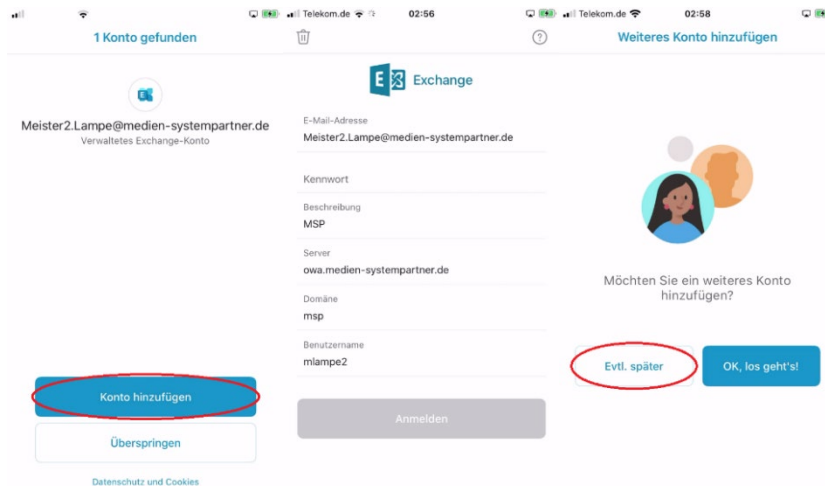 1 Konto gefunden
Meister2.Lampe@medien-systempartner.de
Verwaltetes Exchange-Konto
Konto hinzufügen
Überspringen
Datenschutz und Cookies
Telekom.de 02:56
E Exchange
E-Mail-Adresse
Meister2.Lampe@medien-systempartner.de
Kennwort
Beschreibung
MSP
Server
owa.medien-systempartner.de
Domäne
msp
Benutzername
mlampe2
Anmelden
Telekom.de 02:58
Weiteres Konto hinzufügen
Möchten Sie ein weiteres Konto
hinzufügen?
Evtl. später
OK, los geht's!